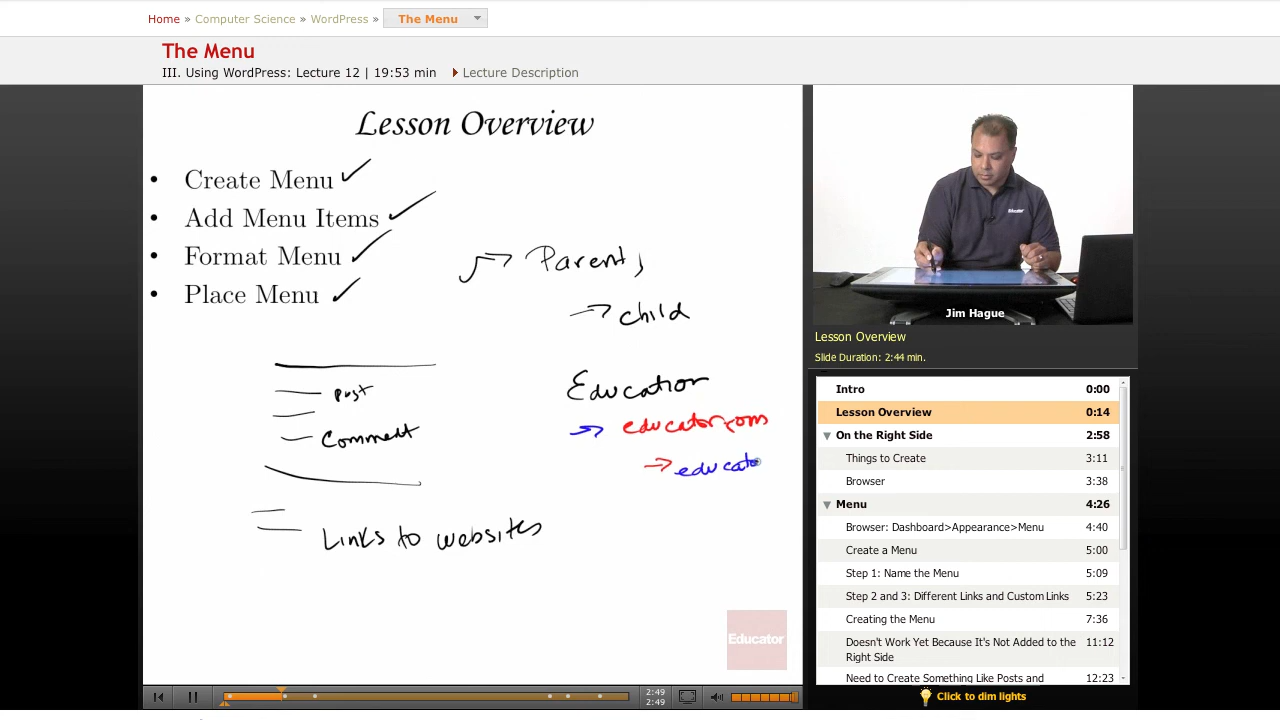 Home » Computer Science » WordPress » The Menu
The Menu
III. Using WordPress: Lecture 12 | 19:53 min Lecture Description
Lesson Overview
• Create Menu
• Add Menu Items
• Format Menu
• Place Menu
Parent
child
Post
Comment
Education
educator.com
educato
Links to websites
Educator
Educator
Jim Hague
Lesson Overview
Slide Duration: 2:44 min.
Intro 0:00
Lesson Overview 0:14
On the Right Side 2:58
Things to Create 3:11
Browser 3:38
Menu 4:26
Browser: Dashboard>Appearance>Menu 4:40
Create a Menu 5:00
Step 1: Name the Menu 5:09
Step 2 and 3: Different Links and Custom Links 5:23
Creating the Menu 7:36
Doesn't Work Yet Because It's Not Added to the 11:12
Right Side
Need to Create Something Like Posts and 12:23
2:49
2:49
Click to dim lights